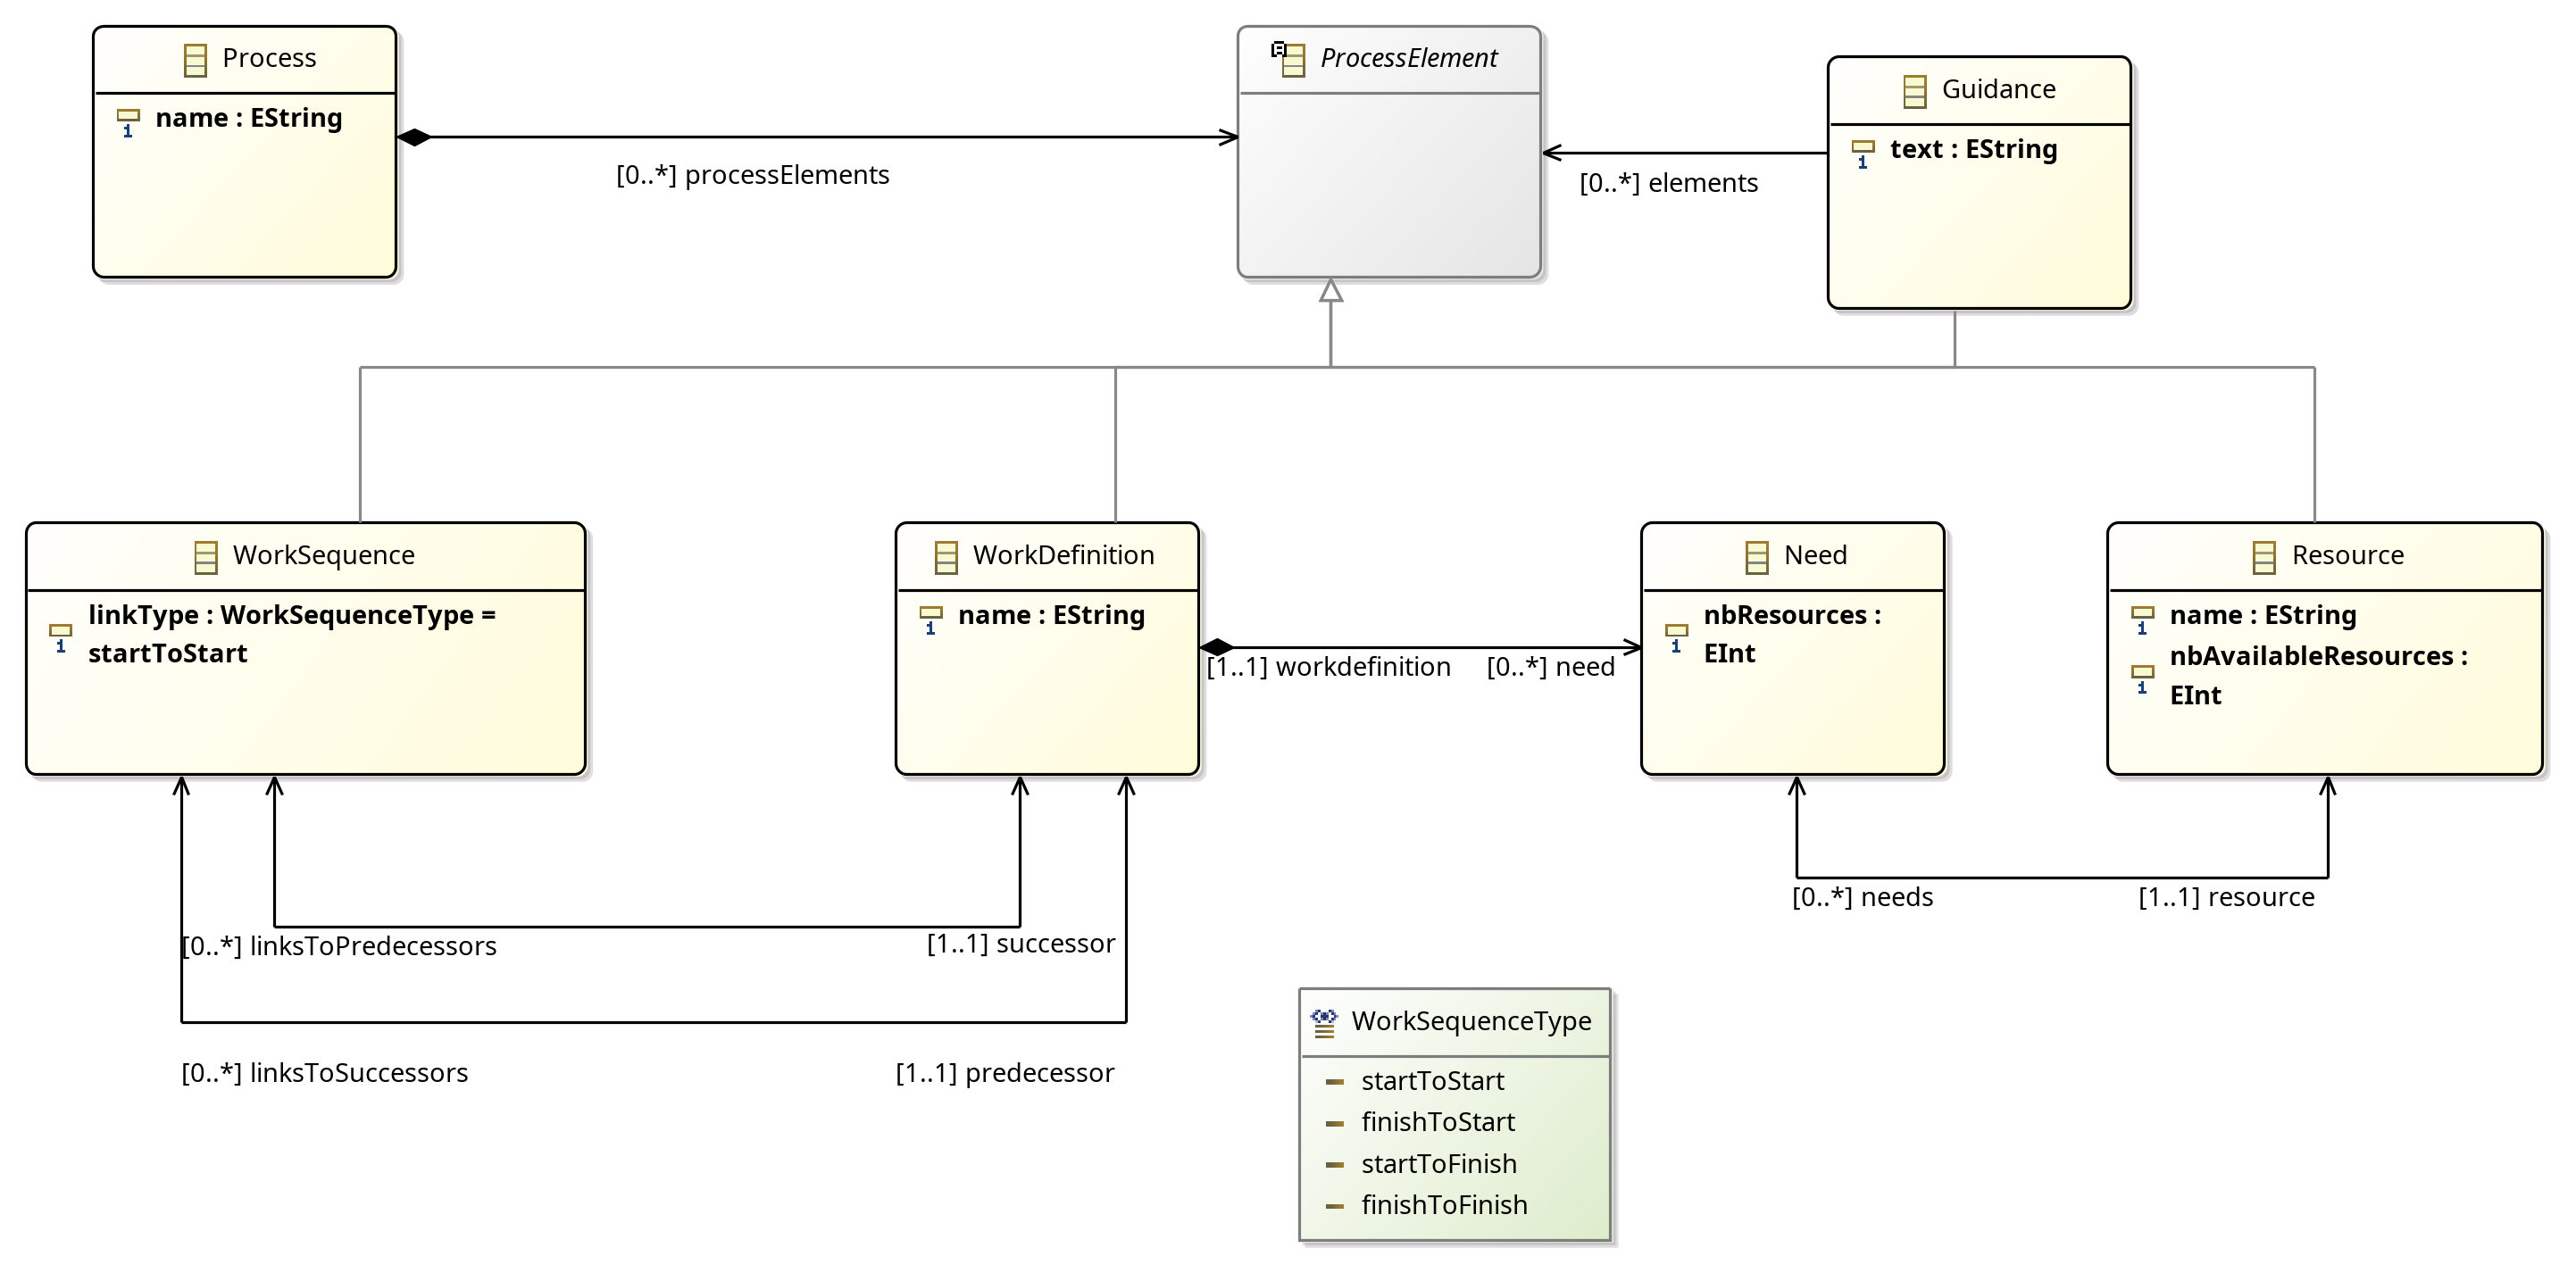 Process
name : EString
ProcessElement
Guidance
text : EString
[0..*] processElements
[0..*] elements
WorkSequence
linkType : WorkSequenceType =
startToStart
WorkDefinition
name : EString
Need
nbResources :
EInt
Resource
name : EString
nbAvailableResources :
EInt
[1..1] workdefinition
[0..*] need
[0..*] needs
[1..1] resource
[0..*] linksToPredecessors
[1..1] successor
[0..*] linksToSuccessors
[1..1] predecessor
WorkSequenceType
startToStart
finishToStart
startToFinish
finishToFinish